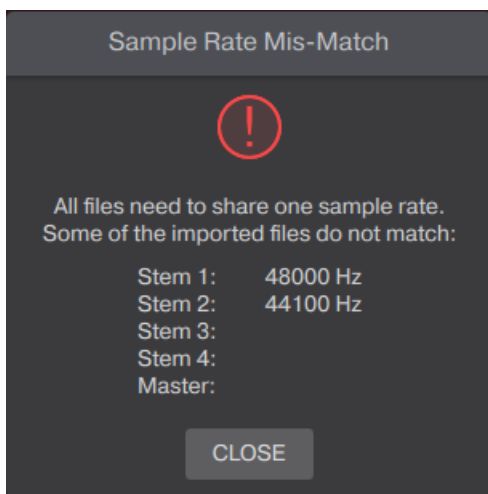 Sample Rate Mis-Match
All files need to share one sample rate.
Some of the imported files do not match:
Stem 1: 48000 Hz
Stem 2: 44100 Hz
Stem 3:
Stem 4:
Master:
CLOSE